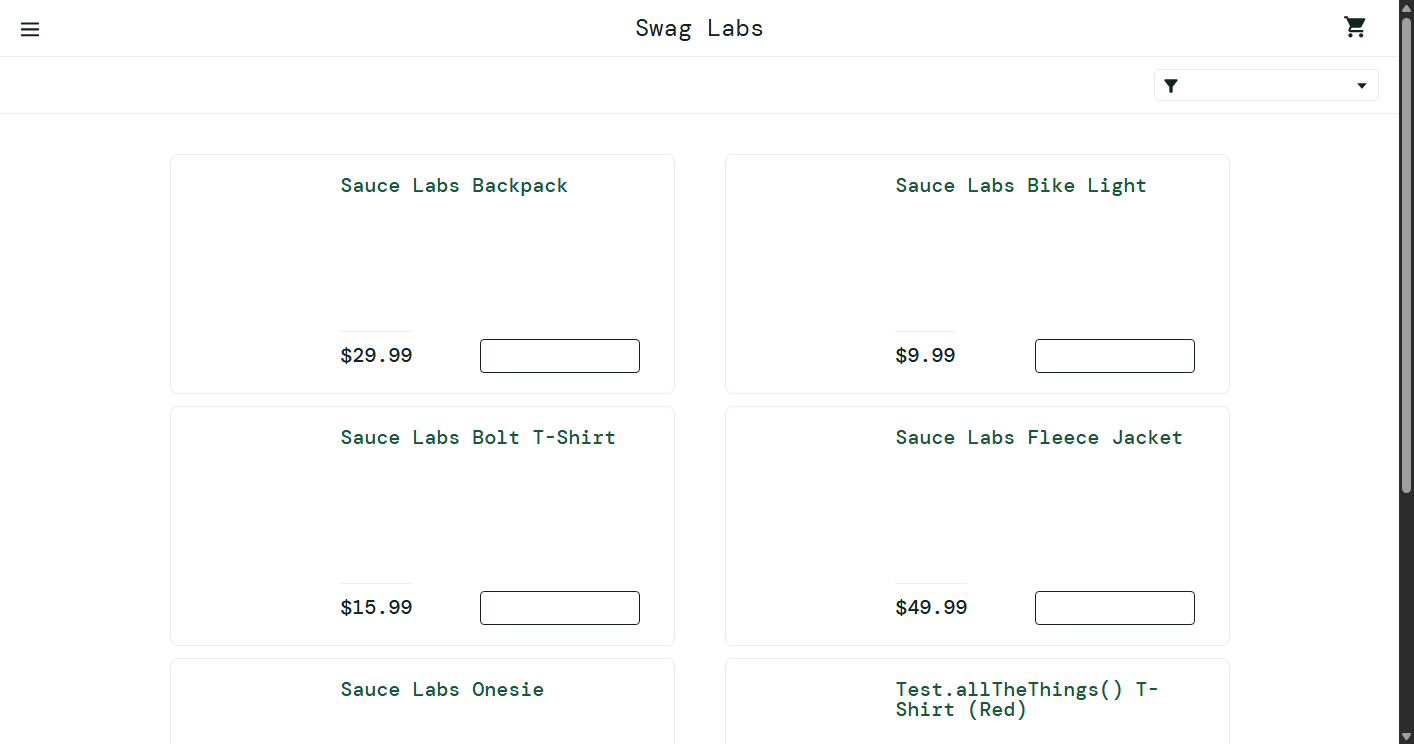 Swag Labs
Sauce Labs Backpack
$29.99
Sauce Labs Bike Light
$9.99
Sauce Labs Bolt T-Shirt
$15.99
Sauce Labs Fleece Jacket
$49.99
Sauce Labs Onesie
Test.allTheThings() T-
Shirt (Red)